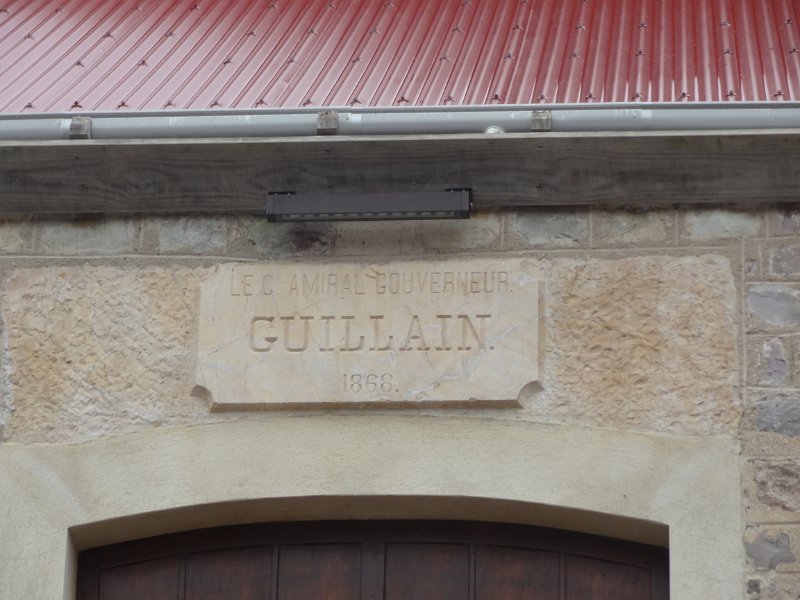 LE C. AMIRAL GOUVERNEUR.
GUILLAIN.
1868.